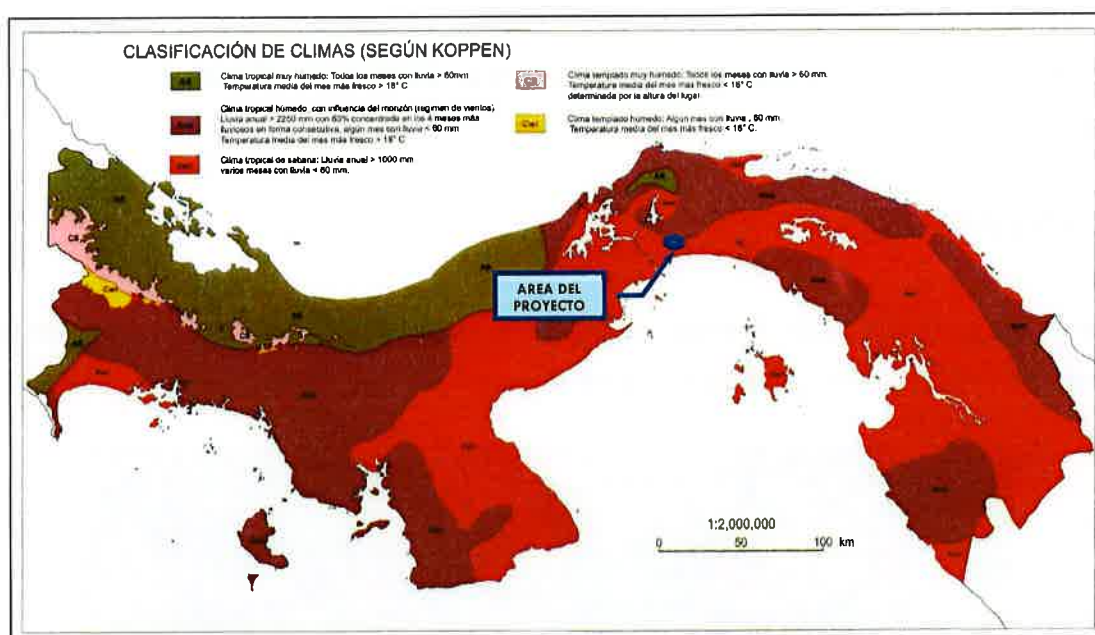 CLASIFICACIÓN DE CLIMAS (SEGÚN KOPPEN)
Clima tropical muy humedo: Todos los meses con lluvia > 60mm
Temperatura media del mes más fresco > 18° C
Clima tropical húmedo, con influencia del monzón (regimen de vientos)
Lluvia anual > 2250 mm con 60% concentrada en los 4 meses más
lluviosos en forma consecutiva, algún mes con lluvia < 60 mm
Temperatura media del mes más fresco > 18° C
Clima tropical de sabana: Lluvia anual > 1000 mm
varios meses con lluvia < 60 mm.
Clima templado muy húmedo: Todos los meses con lluvia > 60 mm.
Temperatura media del mes más fresco < 18° C
determinada por la altura del lugar
Clima templado húmedo: Algún mes con lluvia , 60 mm.
Temperatura media del mes más fresco < 18° C.
AREA DEL
PROYECTO
1:2,000,000
0 50 100 km